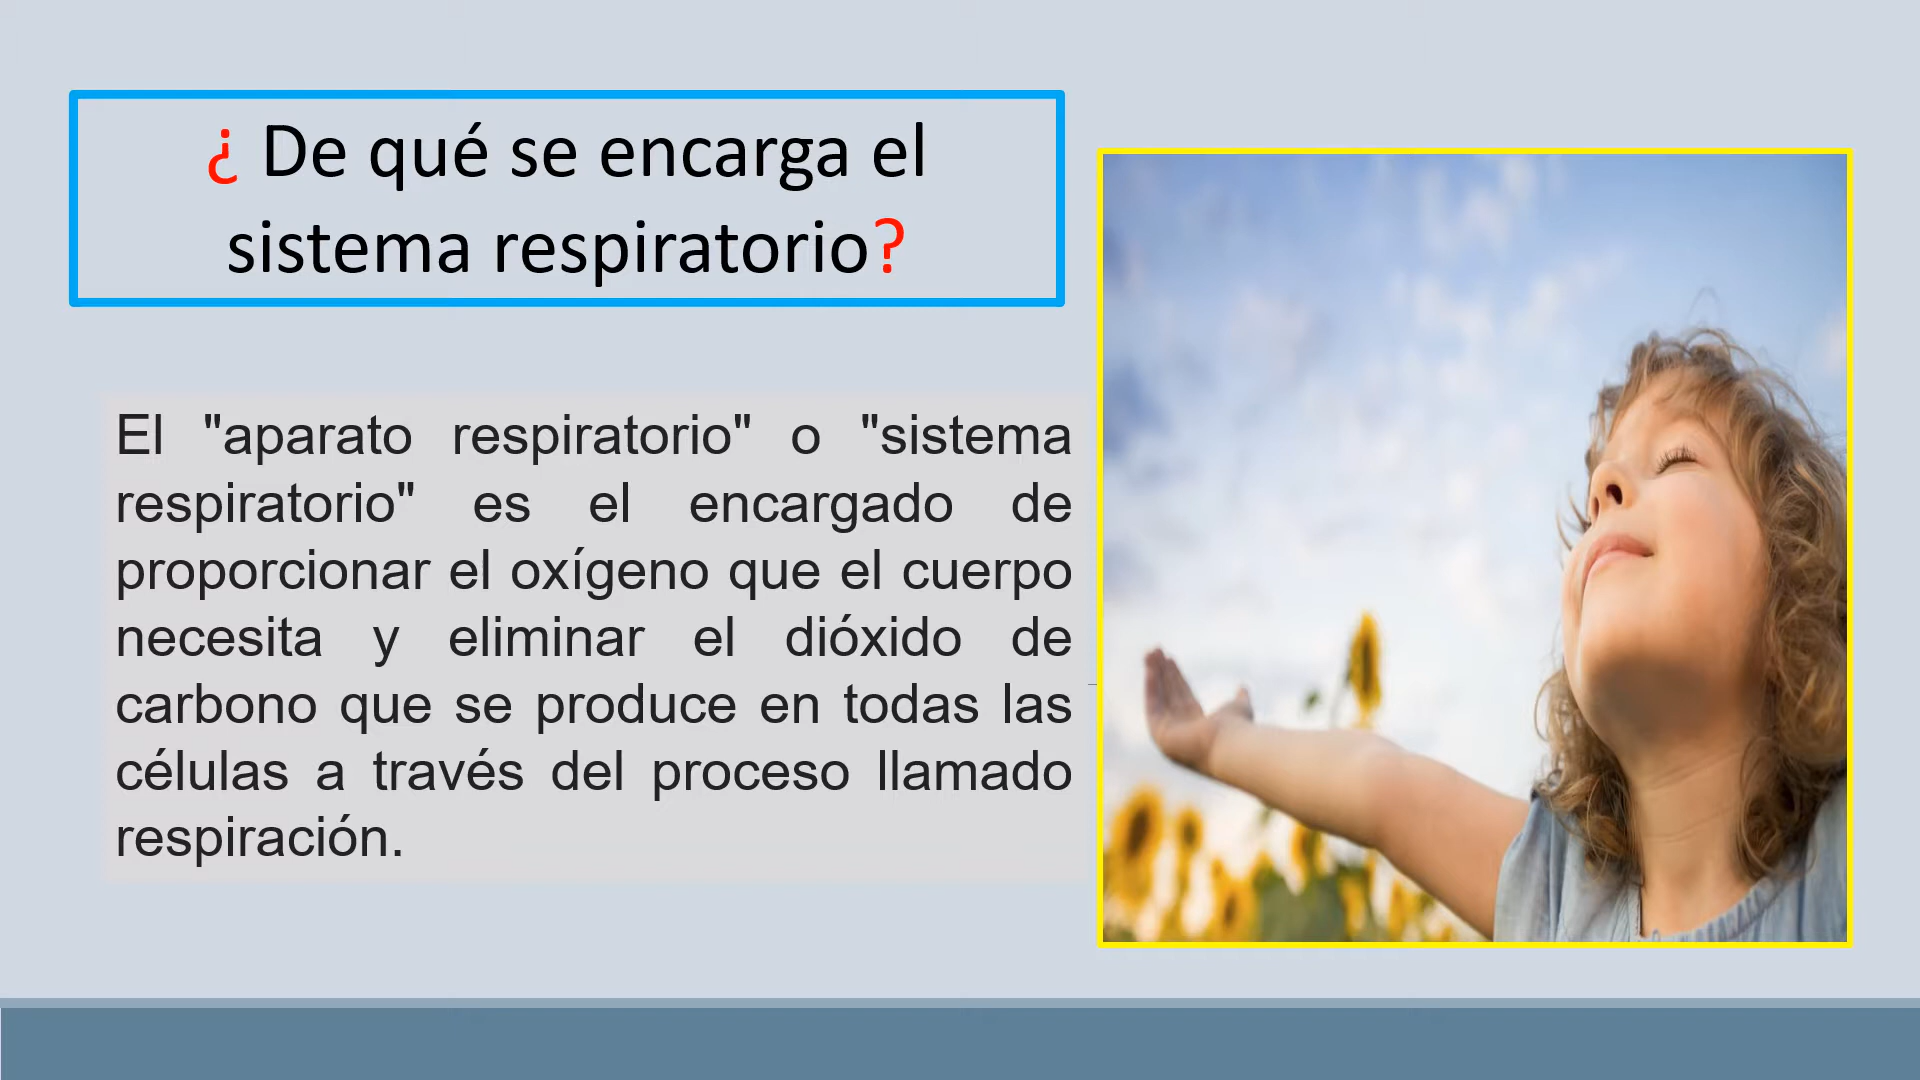 ¿ De qué se encarga el
sistema respiratorio?
El "aparato respiratorio" o "sistema
respiratorio" es el encargado de
proporcionar el oxígeno que el cuerpo
necesita y eliminar el dióxido de
carbono que se produce en todas las
células a través del proceso llamado
respiración.